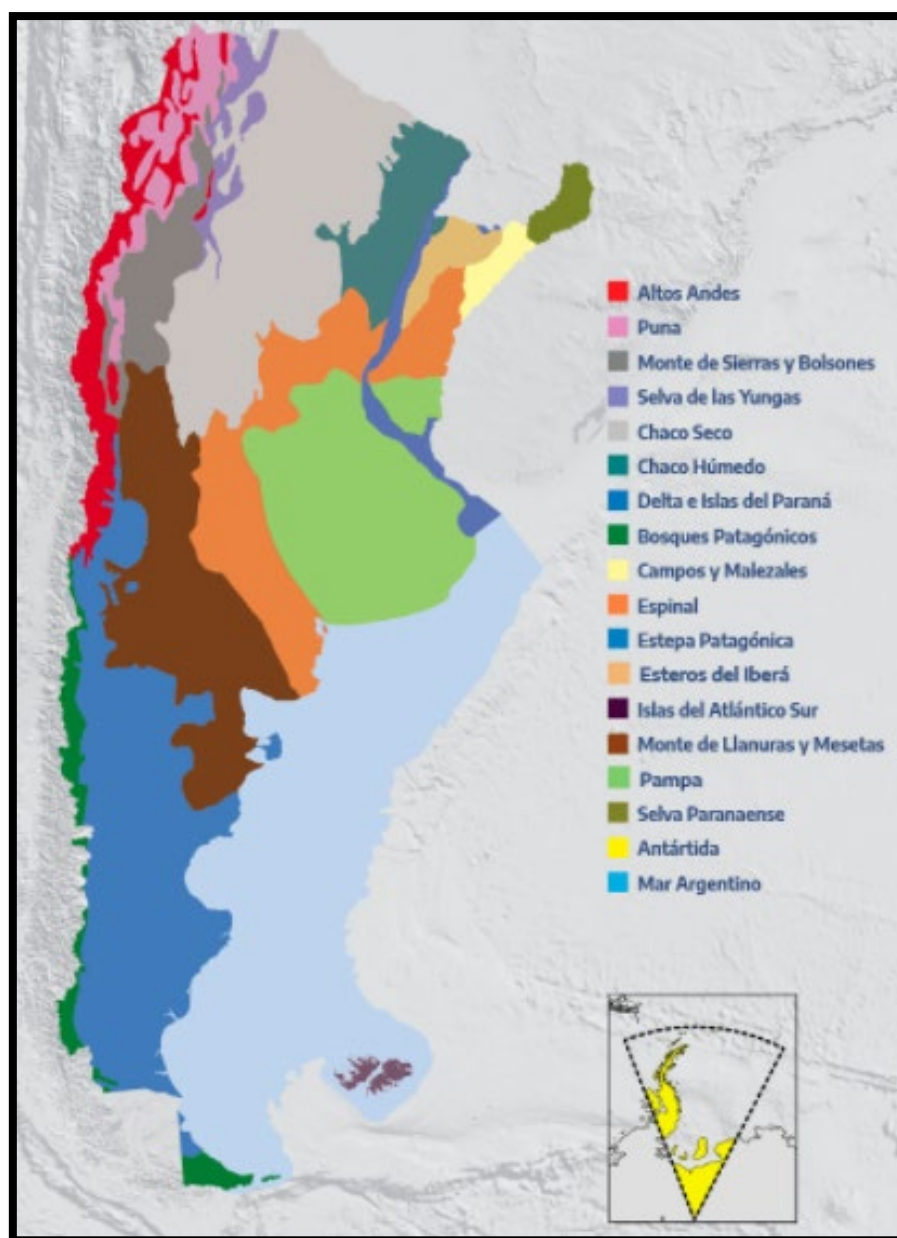 Altos Andes
Puna
Monte de Sierras y Bolsones
Selva de las Yungas
Chaco Seco
Chaco Húmedo
Delta e Islas del Paraná
Bosques Patagónicos
Campos y Malezales
Espinal
Estepa Patagónica
Esteros del Iberá
Islas del Atlántico Sur
Monte de Llanuras y Mesetas
Pampa
Selva Paranaense
Antártida
Mar Argentino